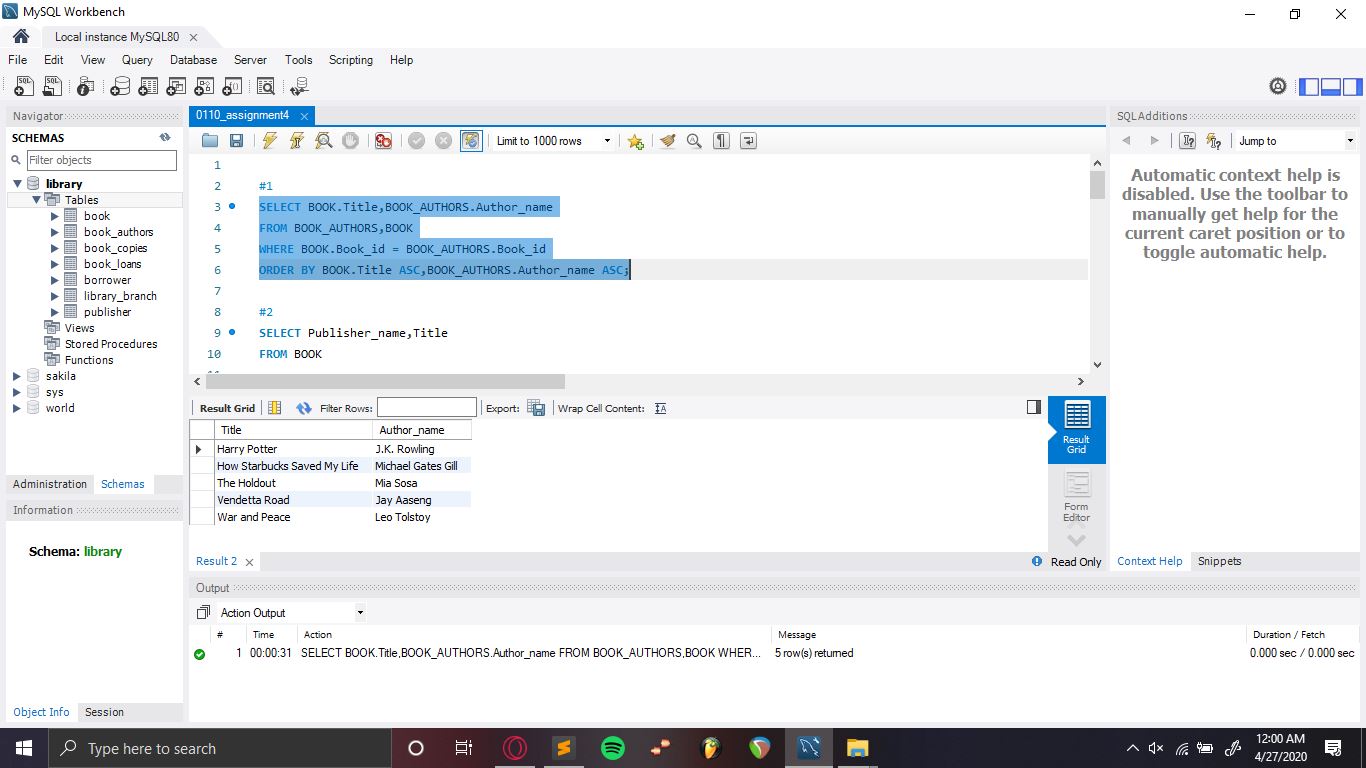 MySQL Workbench
Local instance MySQL80
File Edit View Query Database Server Tools Scripting Help
Navigator
SCHEMAS
Filter objects
library
Tables
book
book_authors
book_copies
book_loans
borrower
library_branch
publisher
Views
Stored Procedures
Functions
sakila
sys
world
Administration Schemas
Information
Schema: library
Object Info Session
0110_assignment4
Limit to 1000 rows
1
2 #1
3 SELECT BOOK.Title,BOOK_AUTHORS.Author_name
4 FROM BOOK_AUTHORS,BOOK
5 WHERE BOOK.Book_id = BOOK_AUTHORS.Book_id
6 ORDER BY BOOK.Title ASC,BOOK_AUTHORS.Author_name ASC;
7
8 #2
9 SELECT Publisher_name,Title
10 FROM BOOK
Result Grid Filter Rows: Export: Wrap Cell Content:
Title Author_name
Harry Potter J.K. Rowling
How Starbucks Saved My Life Michael Gates Gill
The Holdout Mia Sosa
Vendetta Road Jay Aaseng
War and Peace Leo Tolstoy
Result
Grid
Form
Editor
Result 2
Read Only
SQLAdditions
Jump to
Automatic context help is
disabled. Use the toolbar to
manually get help for the
current caret position or to
toggle automatic help.
Context Help Snippets
Output
Action Output
# Time Action Message Duration / Fetch
1 00:00:31 SELECT BOOK.Title,BOOK_AUTHORS.Author_name FROM BOOK_AUTHORS,BOOK WHER... 5 row(s) returned 0.000 sec / 0.000 sec
Type here to search
12:00 AM
4/27/2020